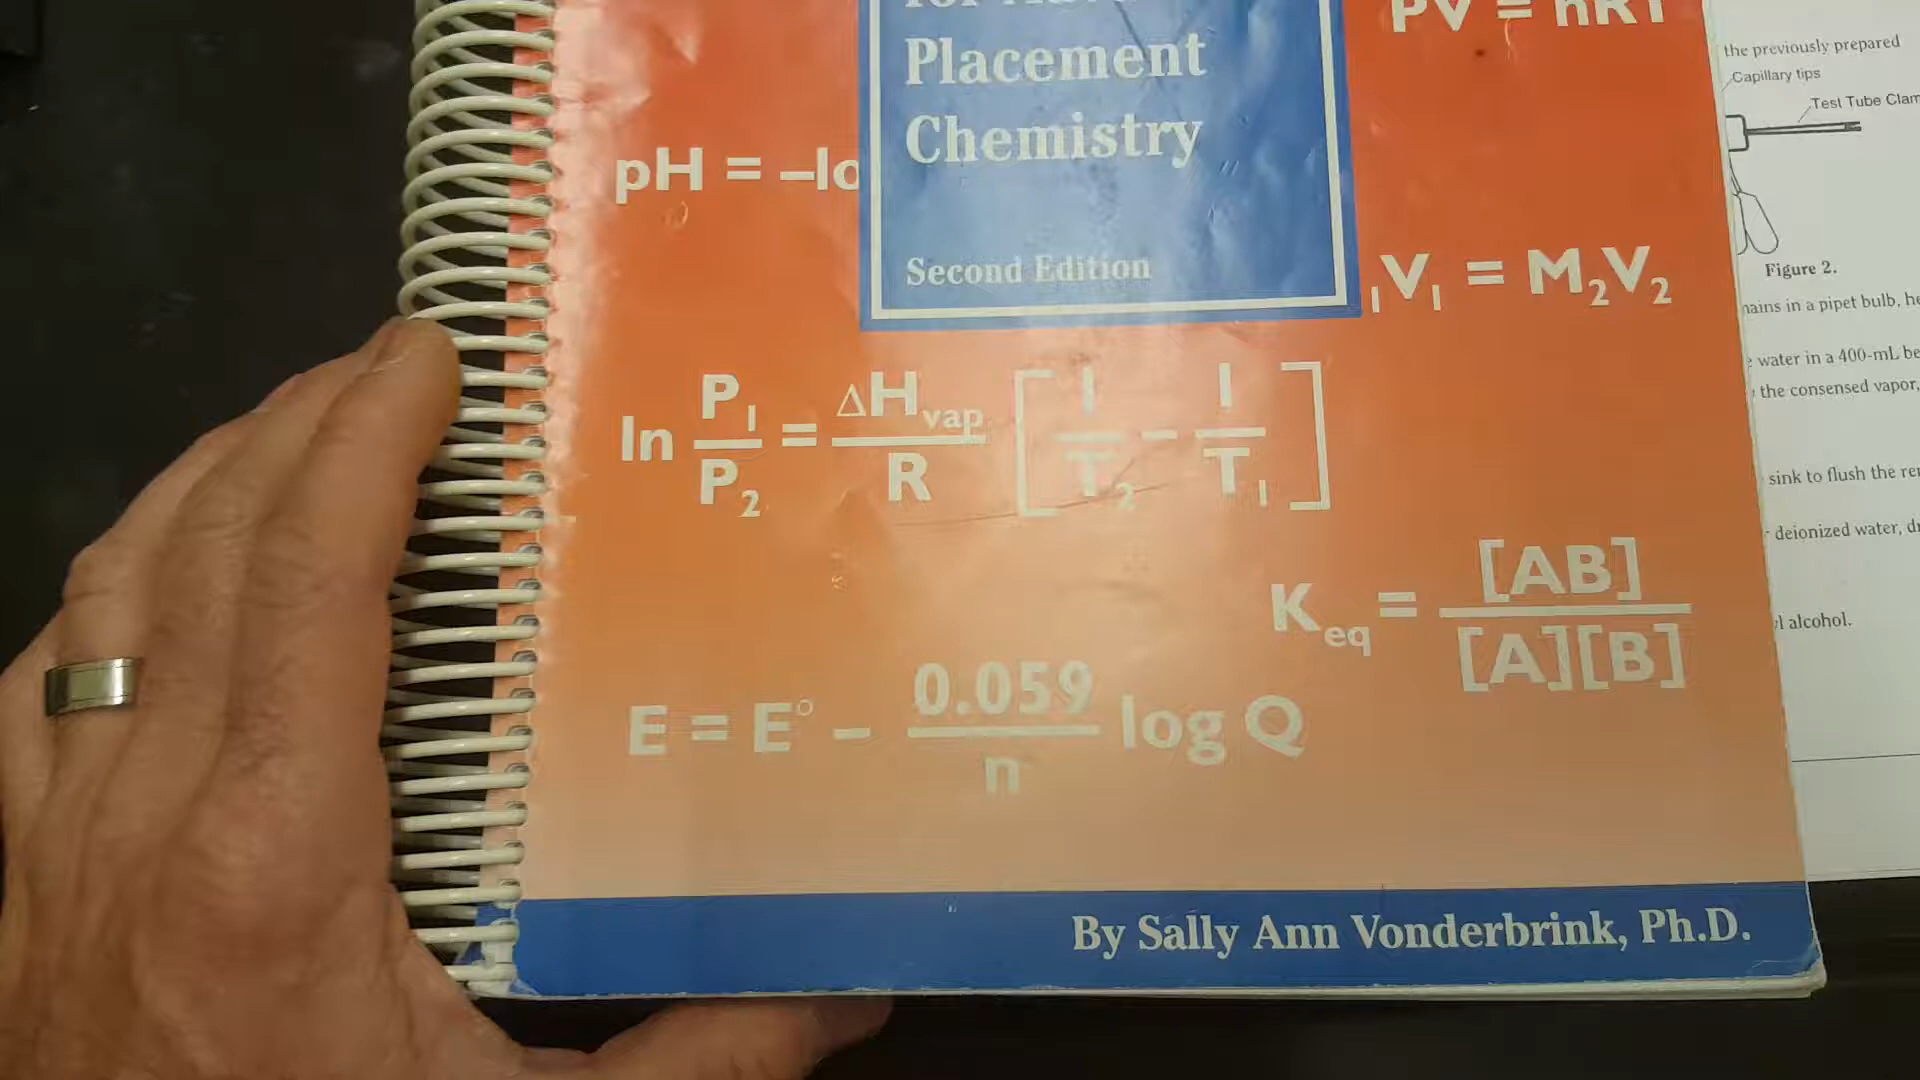 for
Placement
Chemistry
Second Edition
PV = nRT
pH = –lo
₁V₁ = M₂V₂
ln P₁/P₂ = ΔHvap/R [1/T₂ – 1/T₁]
Keq = [AB]/[A][B]
E = E° – 0.059/n log Q
By Sally Ann Vonderbrink, Ph.D.
the previously prepared
Capillary tips
Test Tube Clam
Figure 2.
ains in a pipet bulb, he
water in a 400-mL be
the consensed vapor,
sink to flush the re
deionized water, d
l alcohol.